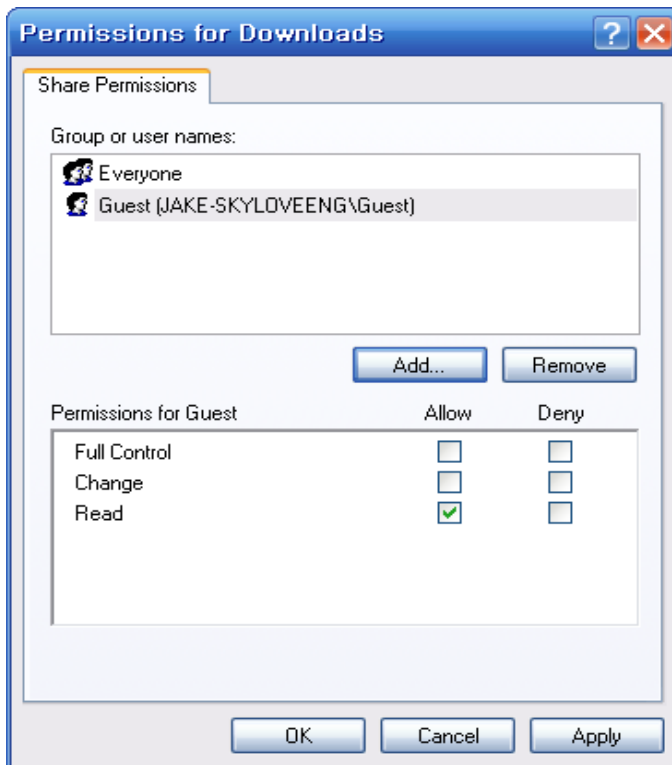 Permissions for Downloads
Share Permissions
Group or user names:
Everyone
Guest (JAKE-SKYLOVEENG\Guest)
Add... Remove
Permissions for Guest Allow Deny
Full Control
Change
Read
OK Cancel Apply